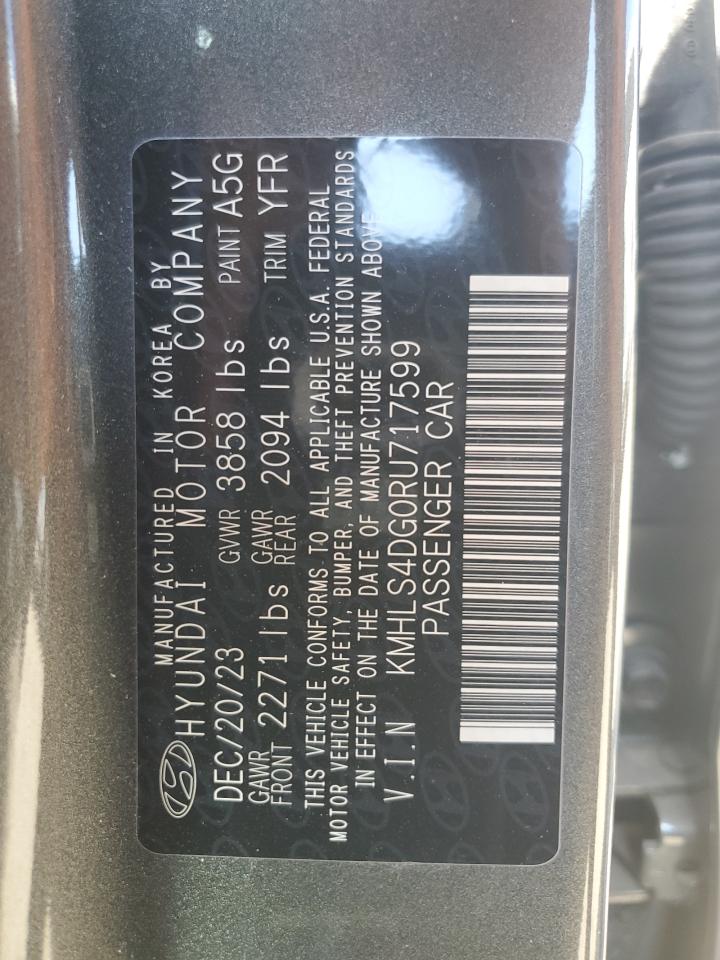 MANUFACTURED IN KOREA BY
HYUNDAI MOTOR COMPANY
DEC/20/23 GVWR 3858 lbs PAINT A5G
GAWR FRONT 2271 lbs GAWR REAR 2094 lbs TRIM YFR
THIS VEHICLE CONFORMS TO ALL APPLICABLE U.S.A. FEDERAL
MOTOR VEHICLE SAFETY, BUMPER, AND THEFT PREVENTION STANDARDS
IN EFFECT ON THE DATE OF MANUFACTURE SHOWN ABOVE
V.I.N KMHLS4DG0RU717599
PASSENGER CAR